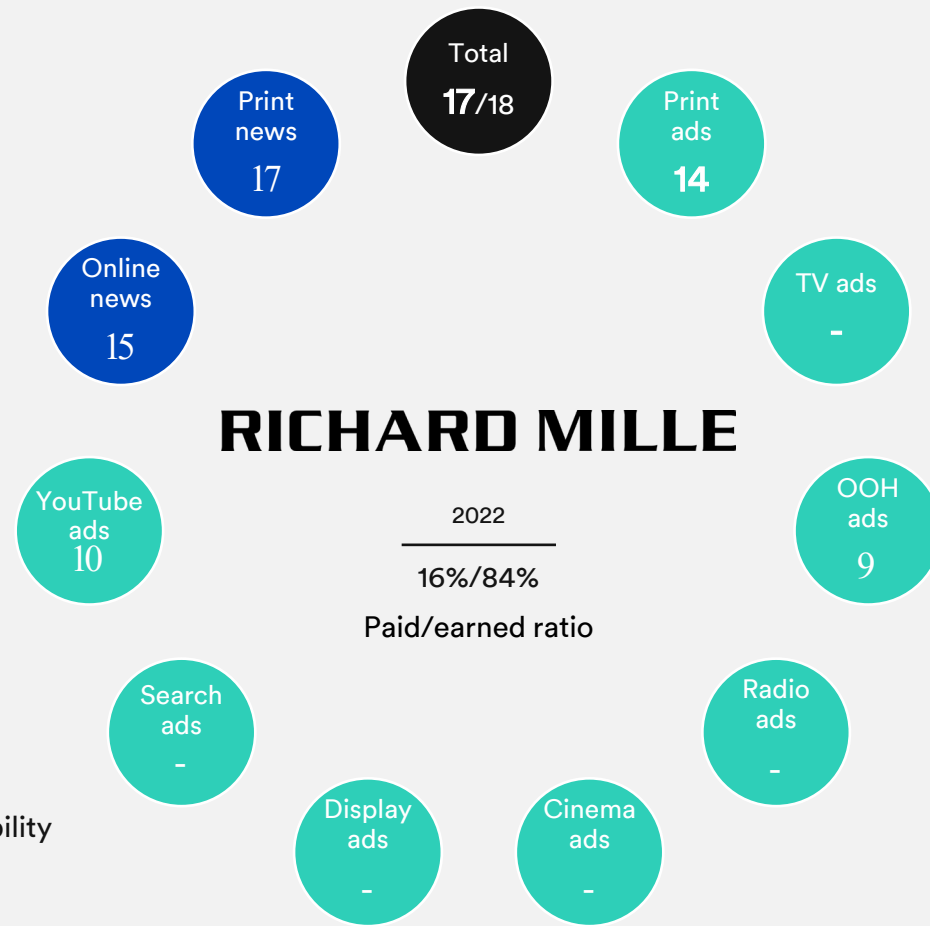 Total
17/18
Print
news
17
Print
ads
14
Online
news
15
TV ads
-
RICHARD MILLE
YouTube
ads
10
2022
16%/84%
Paid/earned ratio
OOH
ads
9
Search
ads
-
Radio
ads
-
Display
ads
-
Cinema
ads
-